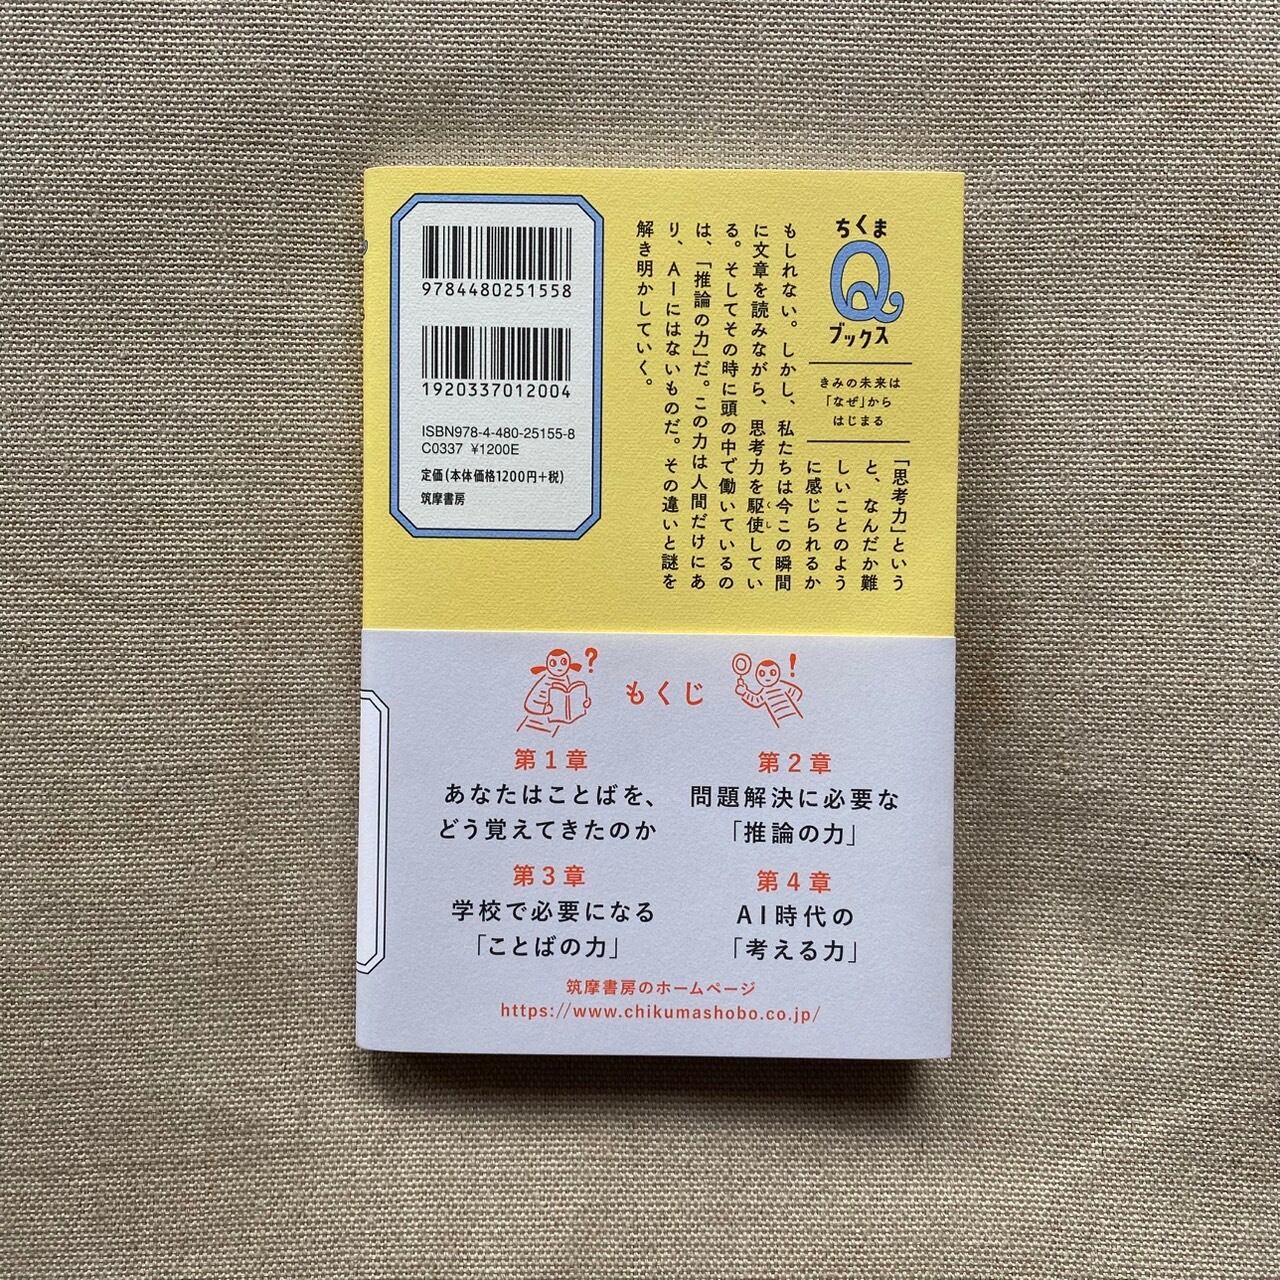 ちくま
Q
ブックス
きみの未来は
「なぜ」から
はじまる
「思考力」という
と、なんだか難
しいことのよう
に感じられるか
もしれない。しかし、私たちは今この瞬間
に文章を読みながら、思考力を駆使してい
くし
る。そしてその時に頭の中で働いているの
は、「推論の力」だ。この力は人間だけにあ
り、AIにはないものだ。その違いと謎を
解き明かしていく。
9784480251558
1920337012004
ISBN978-4-480-25155-8
C0337 ¥1200E
定価(本体価格1200円+税)
筑摩書房
?
もくじ
!
第1章
あなたはことばを、
どう覚えてきたのか
第2章
問題解決に必要な
「推論の力」
第3章
学校で必要になる
「ことばの力」
第4章
AI時代の
「考える力」
筑摩書房のホームページ
https://www.chikumashobo.co.jp/